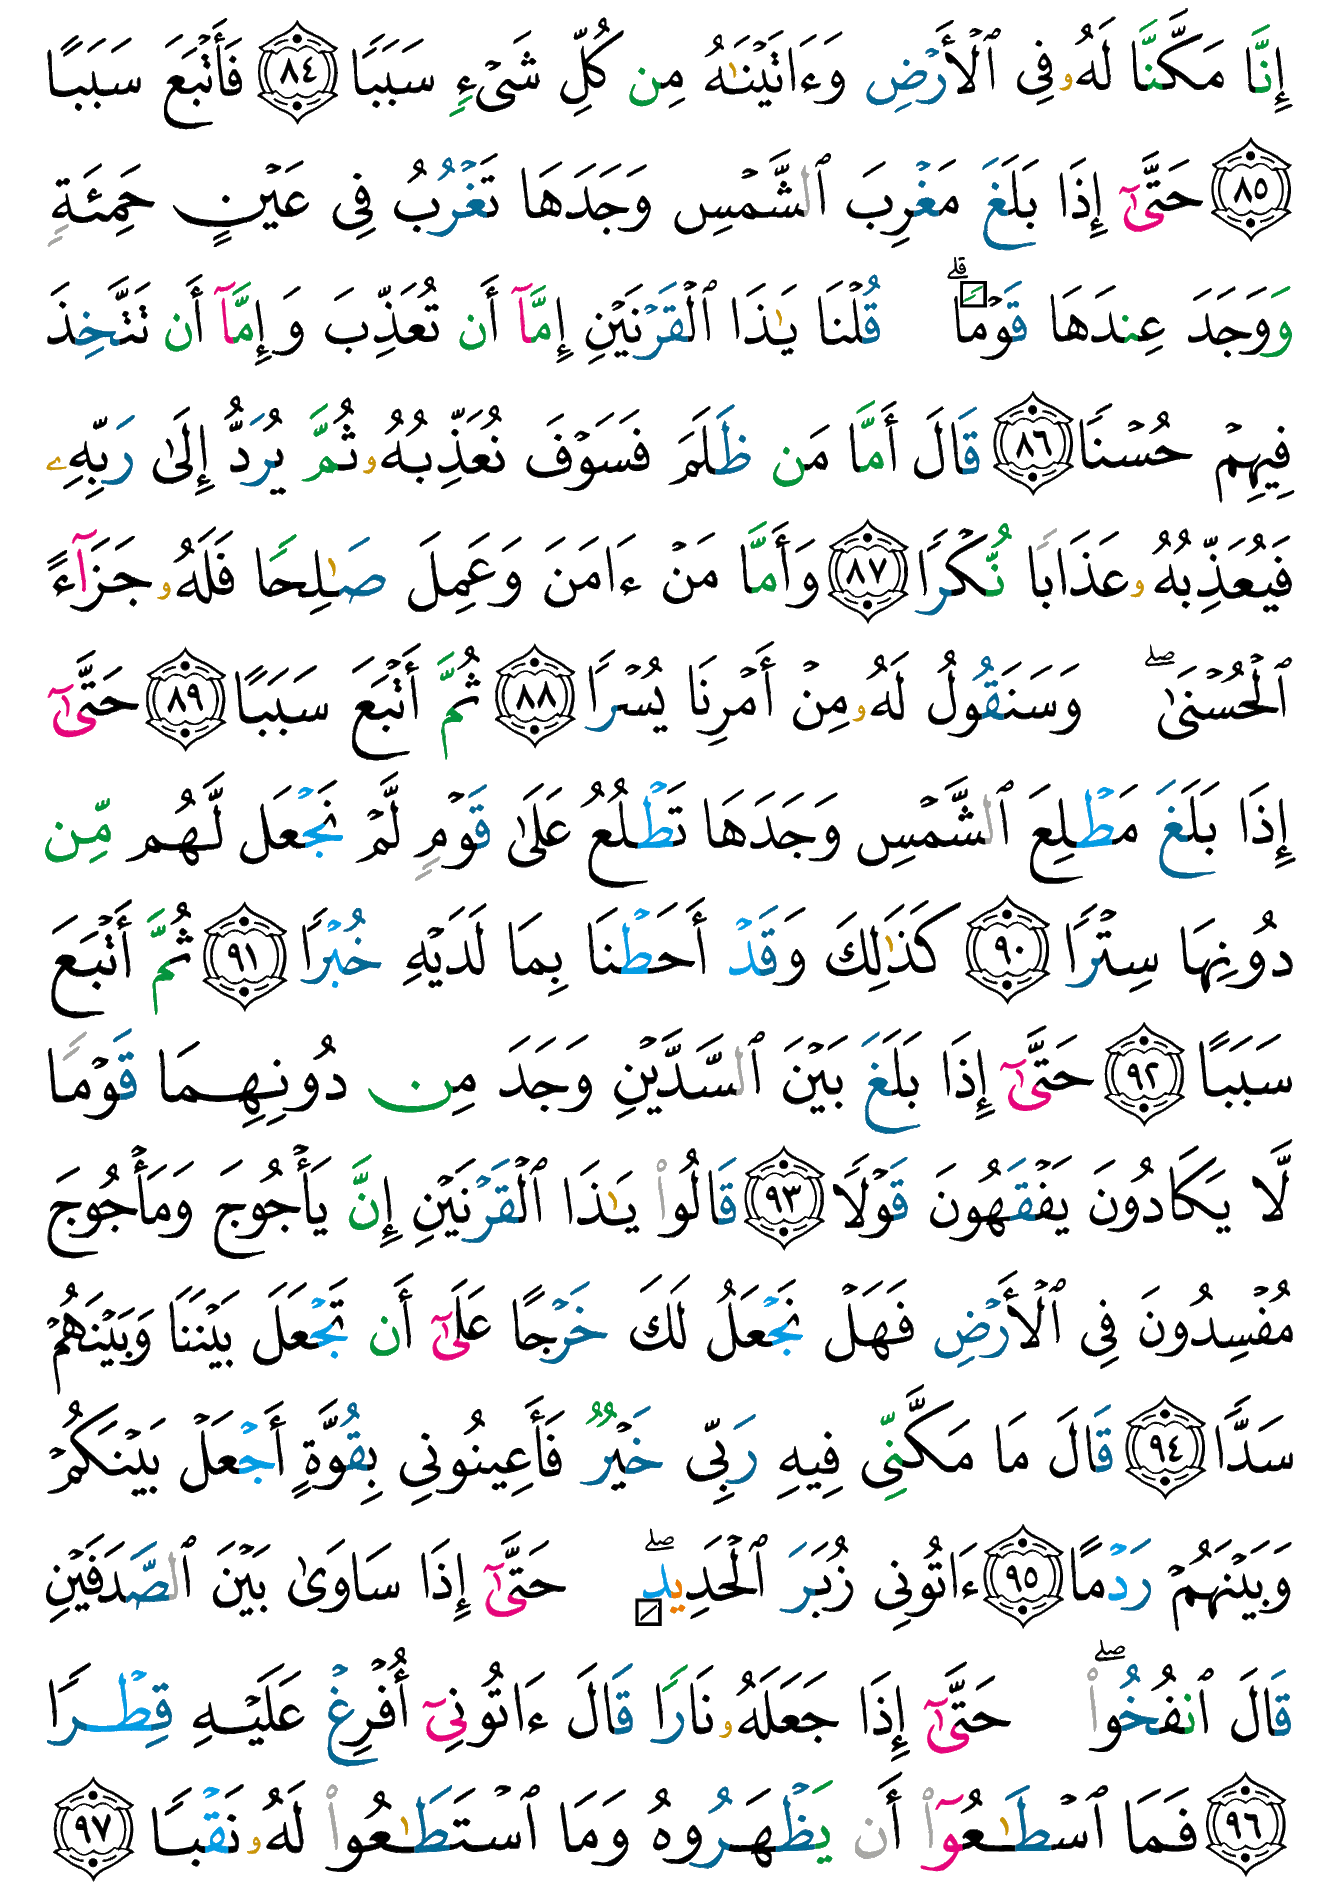 إِنَّا مَكَّنَّا لَهُۥ فِى ٱلْأَرْضِ وَءَاتَيْنَـٰهُ مِن كُلِّ شَىْءٍ سَبَبًا ٨٤ فَأَتْبَعَ سَبَبًا
٨٥ حَتَّىٰٓ إِذَا بَلَغَ مَغْرِبَ ٱلشَّمْسِ وَجَدَهَا تَغْرُبُ فِى عَيْنٍ حَمِئَةٍ
وَوَجَدَ عِندَهَا قَوْمًا ۗ قُلْنَا يَـٰذَا ٱلْقَرْنَيْنِ إِمَّآ أَن تُعَذِّبَ وَإِمَّآ أَن تَتَّخِذَ
فِيهِمْ حُسْنًا ٨٦ قَالَ أَمَّا مَن ظَلَمَ فَسَوْفَ نُعَذِّبُهُۥ ثُمَّ يُرَدُّ إِلَىٰ رَبِّهِۦ
فَيُعَذِّبُهُۥ عَذَابًا نُّكْرًا ٨٧ وَأَمَّا مَنْ ءَامَنَ وَعَمِلَ صَـٰلِحًا فَلَهُۥ جَزَآءً
ٱلْحُسْنَىٰ ۖ وَسَنَقُولُ لَهُۥ مِنْ أَمْرِنَا يُسْرًا ٨٨ ثُمَّ أَتْبَعَ سَبَبًا ٨٩ حَتَّىٰٓ
إِذَا بَلَغَ مَطْلِعَ ٱلشَّمْسِ وَجَدَهَا تَطْلُعُ عَلَىٰ قَوْمٍ لَّمْ نَجْعَل لَّهُم مِّن
دُونِهَا سِتْرًا ٩٠ كَذَٰلِكَ وَقَدْ أَحَطْنَا بِمَا لَدَيْهِ خُبْرًا ٩١ ثُمَّ أَتْبَعَ
سَبَبًا ٩٢ حَتَّىٰٓ إِذَا بَلَغَ بَيْنَ ٱلسَّدَّيْنِ وَجَدَ مِن دُونِهِمَا قَوْمًا
لَّا يَكَادُونَ يَفْقَهُونَ قَوْلًا ٩٣ قَالُوا۟ يَـٰذَا ٱلْقَرْنَيْنِ إِنَّ يَأْجُوجَ وَمَأْجُوجَ
مُفْسِدُونَ فِى ٱلْأَرْضِ فَهَلْ نَجْعَلُ لَكَ خَرْجًا عَلَىٰٓ أَن تَجْعَلَ بَيْنَنَا وَبَيْنَهُمْ
سَدًّا ٩٤ قَالَ مَا مَكَّنِّى فِيهِ رَبِّى خَيْرٌ فَأَعِينُونِى بِقُوَّةٍ أَجْعَلْ بَيْنَكُمْ
وَبَيْنَهُمْ رَدْمًا ٩٥ ءَاتُونِى زُبَرَ ٱلْحَدِيدِ ۖ حَتَّىٰٓ إِذَا سَاوَىٰ بَيْنَ ٱلصَّدَفَيْنِ
قَالَ ٱنفُخُوا۟ ۖ حَتَّىٰٓ إِذَا جَعَلَهُۥ نَارًا قَالَ ءَاتُونِىٓ أُفْرِغْ عَلَيْهِ قِطْرًا
٩٦ فَمَا ٱسْطَـٰعُوٓا۟ أَن يَظْهَرُوهُ وَمَا ٱسْتَطَـٰعُوا۟ لَهُۥ نَقْبًا ٩٧